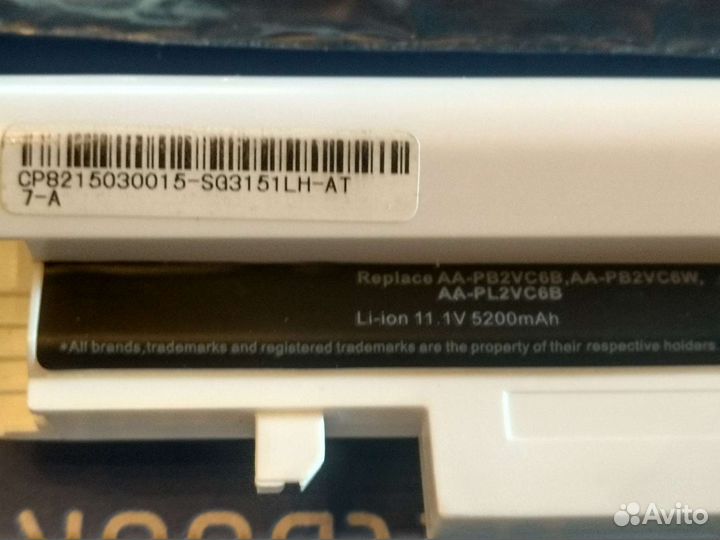 CP8215030015-SG3151LH-AT
7-A
Replace AA-PB2VC6B,AA-PB2VC6W,
AA-PL2VC6B
Li-ion 11.1V 5200mAh
*All brands,trademarks and registered trademarks are the property of their respective holders.
Avito